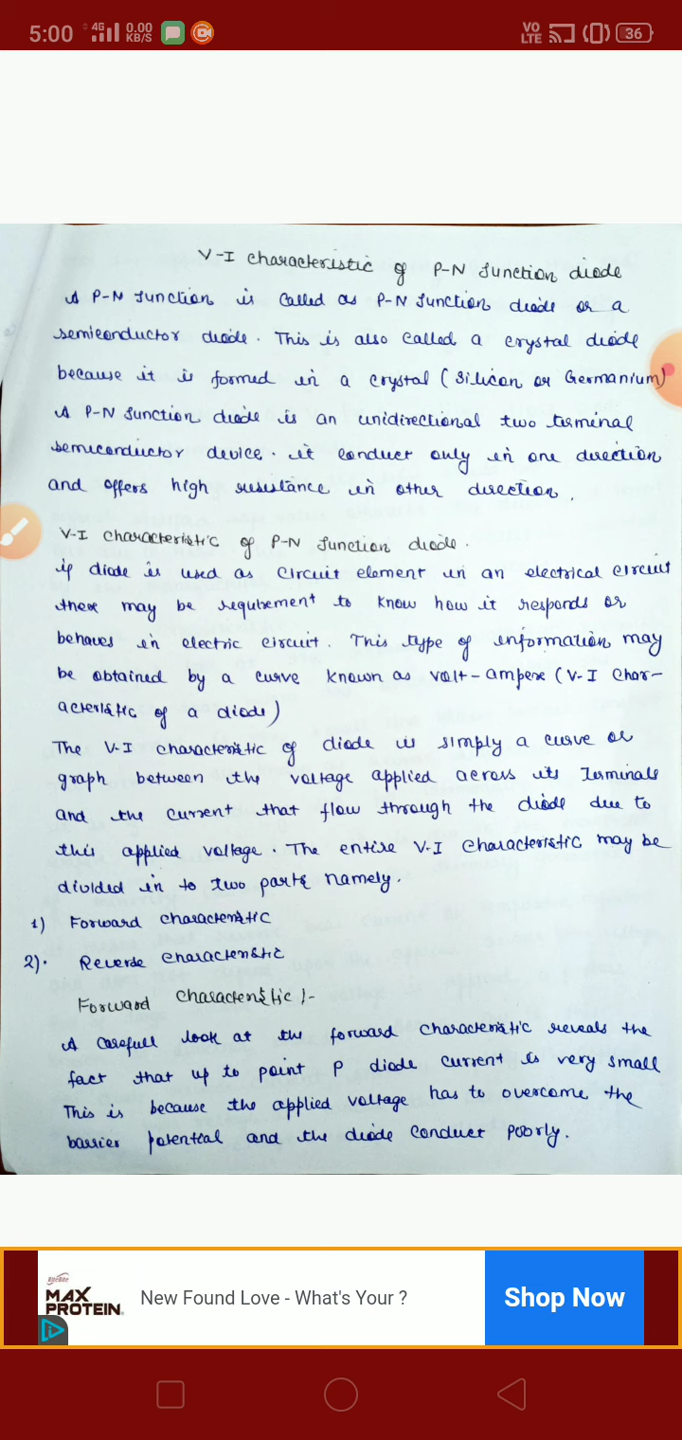 5:00 4G 0.00 KB/S VO LTE 36
V-I characteristic of P-N Junction diode
A P-N Junction is called as P-N Junction diode or a
semiconductor diode. This is also called a crystal diode
because it is formed in a crystal (Silicon or Germanium)
A P-N Junction diode is an unidirectional two terminal
semiconductor device. it conduct only in one direction
and offers high resistance in other direction.
V-I characteristic of P-N Junction diode.
if diode is used as circuit element in an electrical circuit
there may be requirement to know how it responds or
behaves in electric circuit. This type of information may
be obtained by a curve known as volt-ampere (V-I Char-
acteristic of a diode)
The V-I characteristic of diode is simply a curve or
graph between the voltage applied across its Terminals
and the current that flow through the diode due to
this applied voltage. The entire V-I Characteristic may be
divided in to two parts namely.
1) Forward characteristic
2). Reverse characteristic
Forward Characteristic :-
A carefull look at the forward characteristic reveals the
fact that up to point P diode current is very small
This is because the applied voltage has to overcome the
barrier potential and the diode conduct poorly.
MAX
PROTEIN
New Found Love - What's Your ?
Shop Now